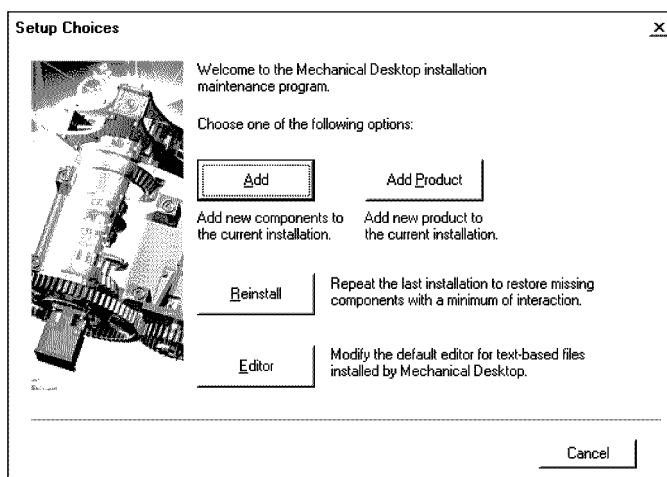 Setup Choices
Welcome to the Mechanical Desktop installation
maintenance program.
Choose one of the following options:
Add
Add Product
Add new components to
the current installation.
Add new product to
the current installation.
Reinstall
Repeat the last installation to restore missing
components with a minimum of interaction.
Editor
Modify the default editor for text-based files
installed by Mechanical Desktop.
Cancel